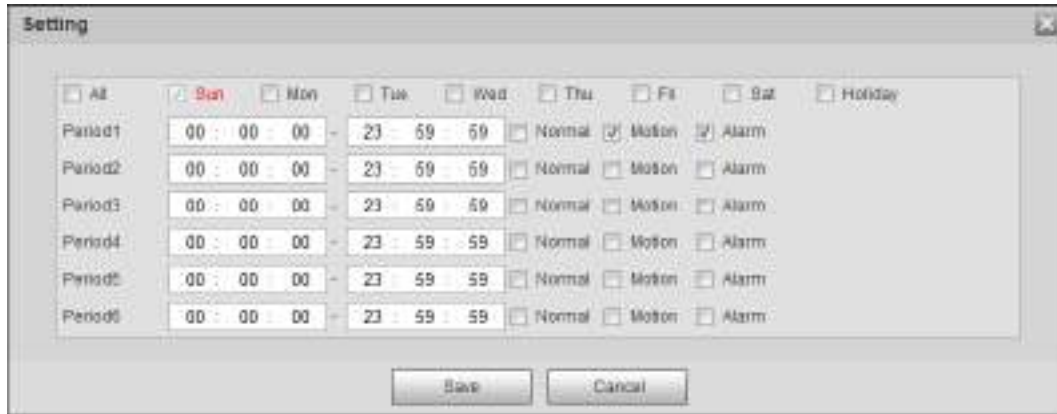 Setting
All Sun Mon Tue Wed Thu Fri Sat Holiday
Period1 00 : 00 : 00 - 23 : 59 : 59 Normal Motion Alarm
Period2 00 : 00 : 00 - 23 : 59 : 59 Normal Motion Alarm
Period3 00 : 00 : 00 - 23 : 59 : 59 Normal Motion Alarm
Period4 00 : 00 : 00 - 23 : 59 : 59 Normal Motion Alarm
Period5 00 : 00 : 00 - 23 : 59 : 59 Normal Motion Alarm
Period6 00 : 00 : 00 - 23 : 59 : 59 Normal Motion Alarm
Save Cancel